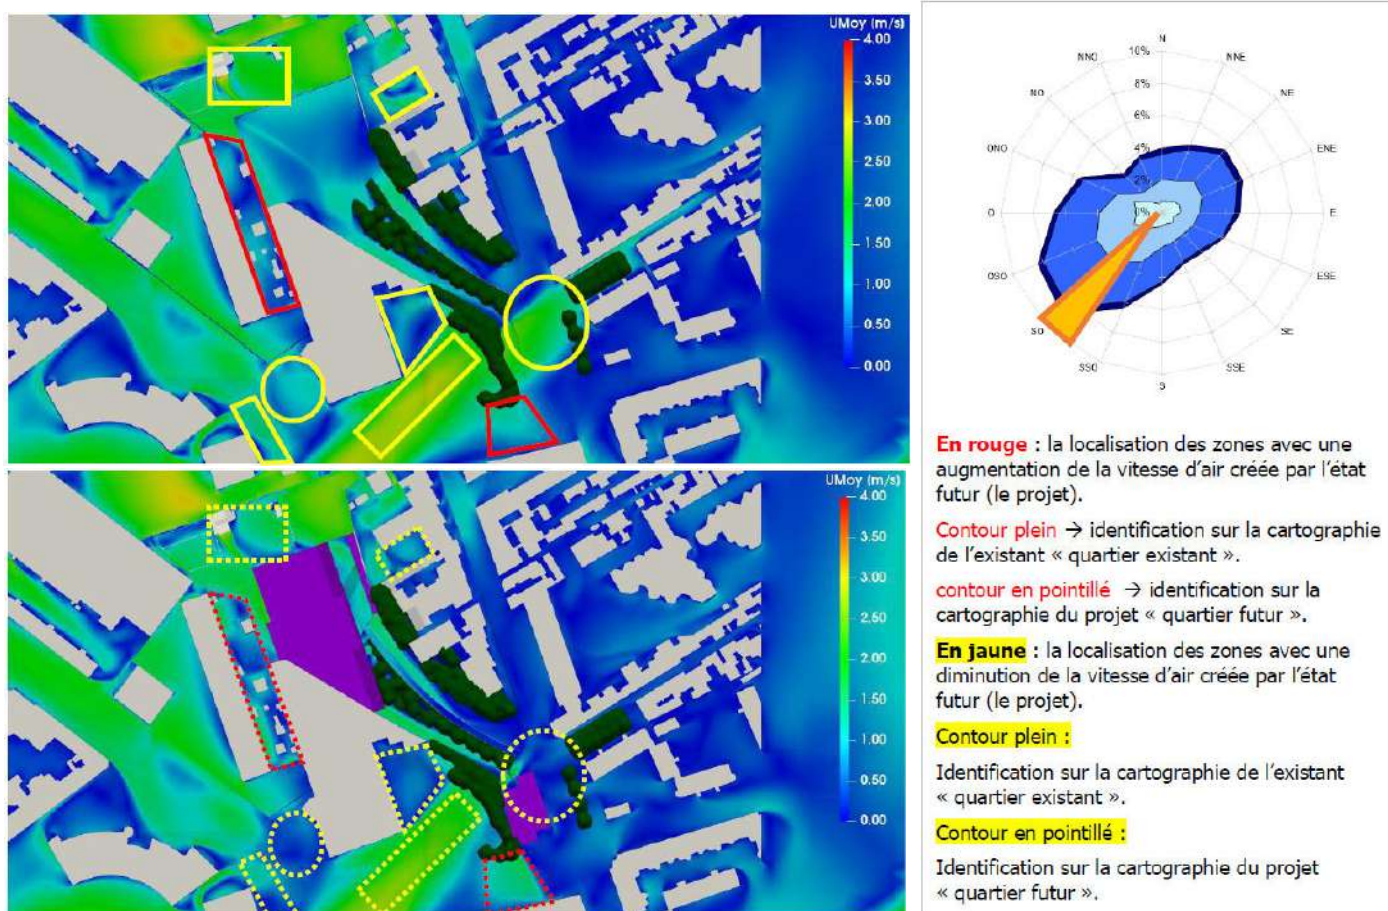 UMoy (m/s)
4.00
3.50
3.00
2.50
2.00
1.50
1.00
0.50
0.00
UMoy (m/s)
4.00
3.50
3.00
2.50
2.00
1.50
1.00
0.50
0.00
N
NNE
NE
ENE
E
ESE
SE
SSE
S
SSO
SO
OSO
O
ONO
NO
NNO
10%
8%
6%
4%
2%
0%
En rouge : la localisation des zones avec une
augmentation de la vitesse d'air créée par l'état
futur (le projet).
Contour plein → identification sur la cartographie
de l'existant « quartier existant ».
contour en pointillé → identification sur la
cartographie du projet « quartier futur ».
En jaune : la localisation des zones avec une
diminution de la vitesse d'air créée par l'état
futur (le projet).
Contour plein :
Identification sur la cartographie de l'existant
« quartier existant ».
Contour en pointillé :
Identification sur la cartographie du projet
« quartier futur ».